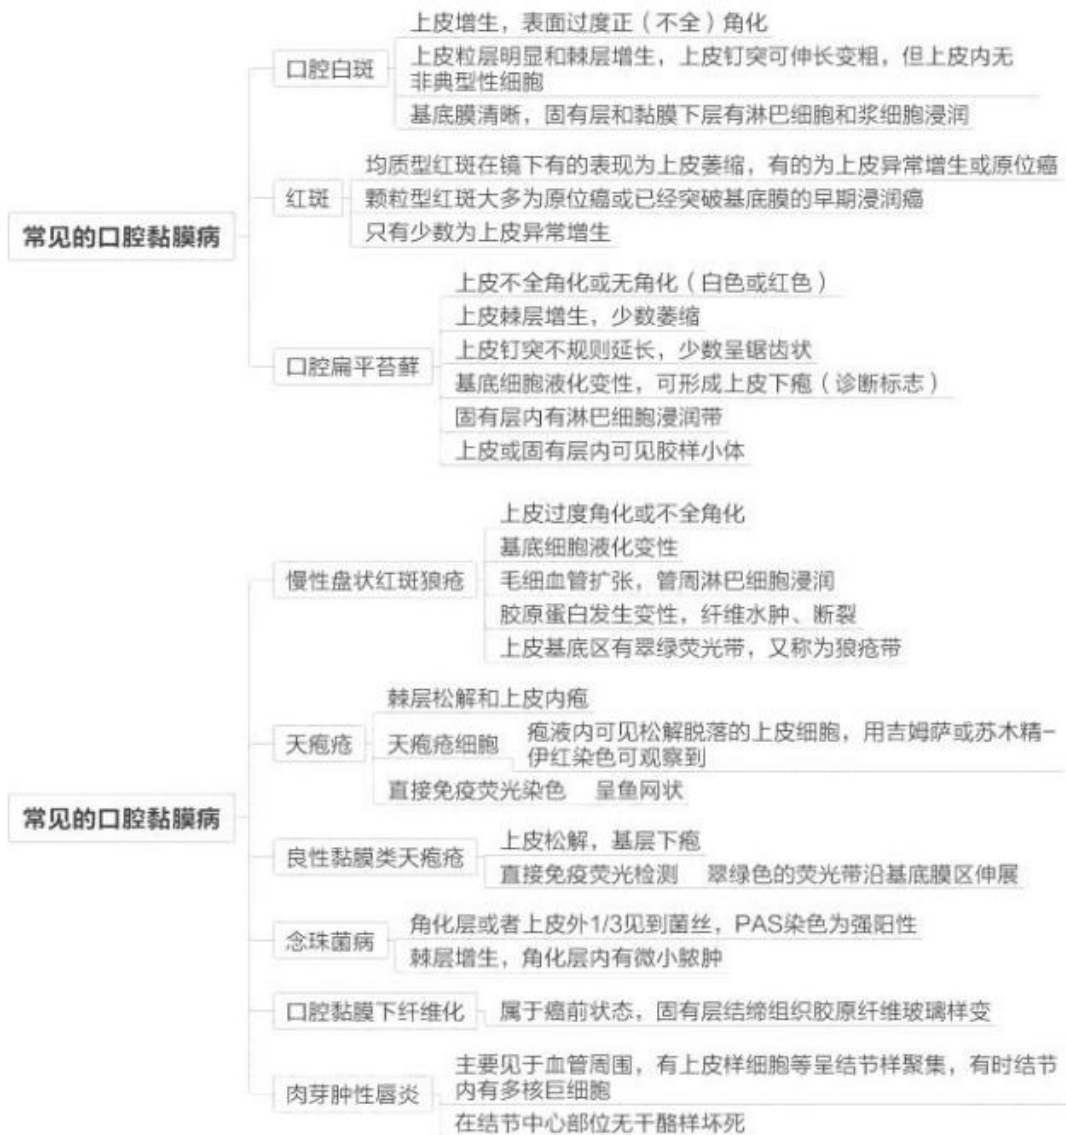 常见的口腔黏膜病
口腔白斑
上皮增生，表面过度正（不全）角化
上皮粒层明显和棘层增生，上皮钉突可伸长变粗，但上皮内无
非典型性细胞
基底膜清晰，固有层和黏膜下层有淋巴细胞和浆细胞浸润
红斑
均质型红斑在镜下有的表现为上皮萎缩，有的为上皮异常增生或原位癌
颗粒型红斑大多为原位癌或已经突破基底膜的早期浸润癌
只有少数为上皮异常增生
口腔扁平苔藓
上皮不全角化或无角化（白色或红色）
上皮棘层增生，少数萎缩
上皮钉突不规则延长，少数呈锯齿状
基底细胞液化变性，可形成上皮下疱（诊断标志）
固有层内有淋巴细胞浸润带
上皮或固有层内可见胶样小体
常见的口腔黏膜病
慢性盘状红斑狼疮
上皮过度角化或不全角化
基底细胞液化变性
毛细血管扩张，管周淋巴细胞浸润
胶原蛋白发生变性，纤维水肿、断裂
上皮基底区有翠绿荧光带，又称为狼疮带
天疱疮
棘层松解和上皮内疱
天疱疮细胞
疱液内可见松解脱落的上皮细胞，用吉姆萨或苏木精-
伊红染色可观察到
直接免疫荧光染色 呈鱼网状
良性黏膜类天疱疮
上皮松解，基层下疱
直接免疫荧光检测 翠绿色的荧光带沿基底膜区伸展
念珠菌病
角化层或者上皮外1/3见到菌丝，PAS染色为强阳性
棘层增生，角化层内有微小脓肿
口腔黏膜下纤维化
属于癌前状态，固有层结缔组织胶原纤维玻璃样变
肉芽肿性唇炎
主要见于血管周围，有上皮样细胞等呈结节样聚集，有时结节
内有多核巨细胞
在结节中心部位无干酪样坏死